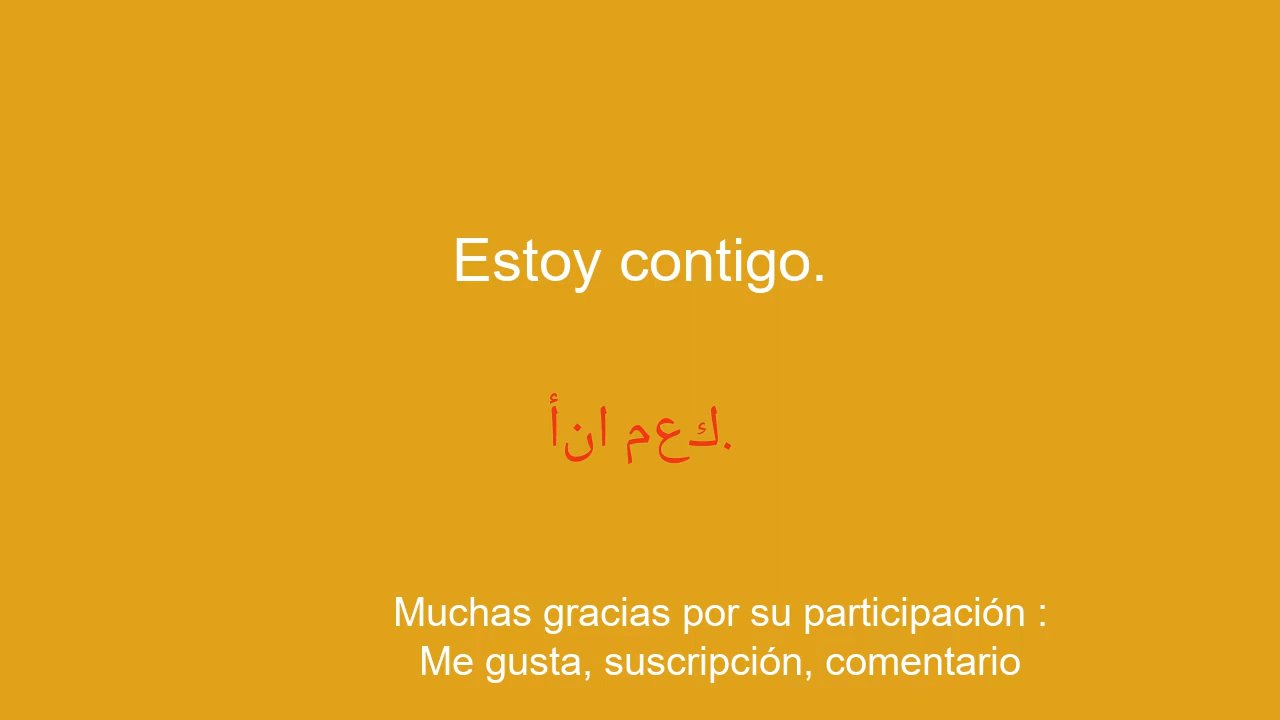 Estoy contigo.
أنا معك.
Muchas gracias por su participación :
Me gusta, suscripción, comentario